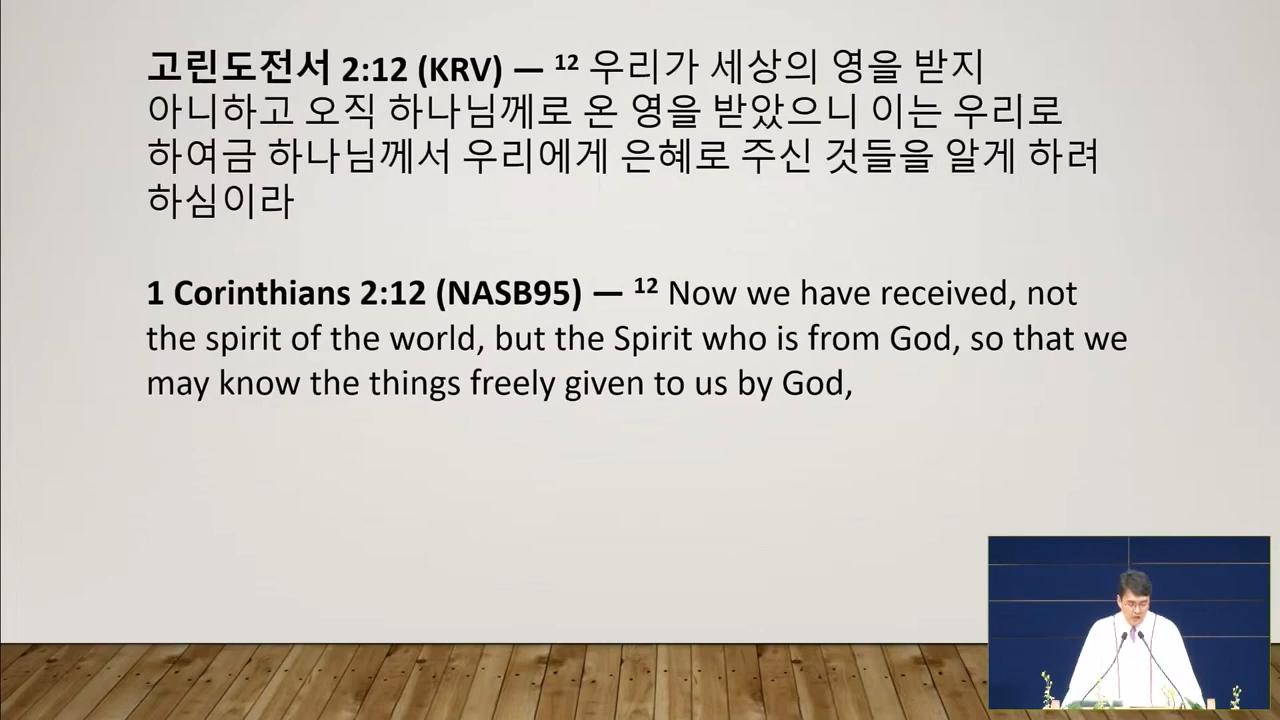 고린도전서 2:12 (KRV) — ¹² 우리가 세상의 영을 받지
아니하고 오직 하나님께로 온 영을 받았으니 이는 우리로
하여금 하나님께서 우리에게 은혜로 주신 것들을 알게 하려
하심이라
1 Corinthians 2:12 (NASB95) — ¹² Now we have received, not
the spirit of the world, but the Spirit who is from God, so that we
may know the things freely given to us by God,